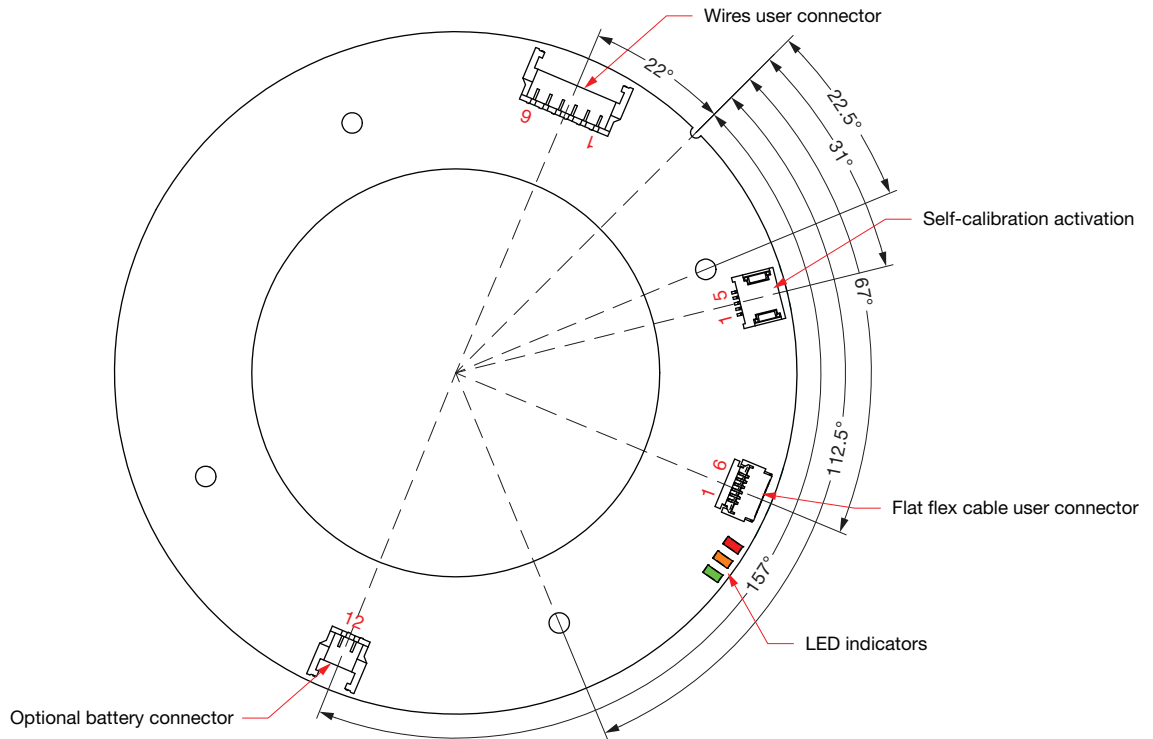 Wires user connector
22°
22.5°
6
1
31°
Self-calibration activation
5
1
67°
112.5°
6
1
Flat flex cable user connector
157°
12
LED indicators
Optional battery connector